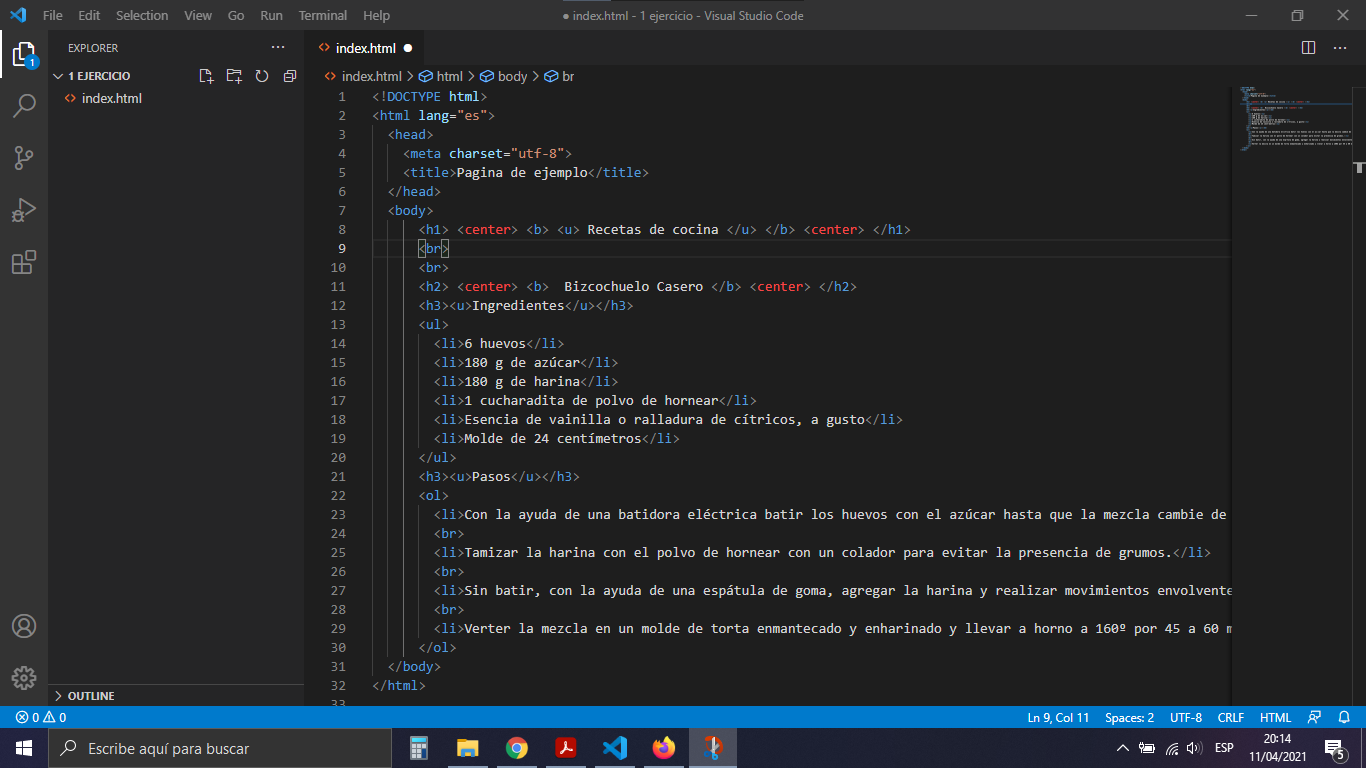 File Edit Selection View Go Run Terminal Help
● index.html - 1 ejercicio - Visual Studio Code
EXPLORER
1 EJERCICIO
index.html
1
OUTLINE
index.html ●
index.html > html > body > br
1 <!DOCTYPE html>
2 <html lang="es">
3 <head>
4 <meta charset="utf-8">
5 <title>Pagina de ejemplo</title>
6 </head>
7 <body>
8 <h1> <center> <b> <u> Recetas de cocina </u> </b> <center> </h1>
9 <br>
10 <br>
11 <h2> <center> <b>  Bizcochuelo Casero </b> <center> </h2>
12 <h3><u>Ingredientes</u></h3>
13 <ul>
14 <li>6 huevos</li>
15 <li>180 g de azúcar</li>
16 <li>180 g de harina</li>
17 <li>1 cucharadita de polvo de hornear</li>
18 <li>Esencia de vainilla o ralladura de cítricos, a gusto</li>
19 <li>Molde de 24 centímetros</li>
20 </ul>
21 <h3><u>Pasos</u></h3>
22 <ol>
23 <li>Con la ayuda de una batidora eléctrica batir los huevos con el azúcar hasta que la mezcla cambie de
24 <br>
25 <li>Tamizar la harina con el polvo de hornear con un colador para evitar la presencia de grumos.</li>
26 <br>
27 <li>Sin batir, con la ayuda de una espátula de goma, agregar la harina y realizar movimientos envolvente
28 <br>
29 <li>Verter la mezcla en un molde de torta enmantecado y enharinado y llevar a horno a 160º por 45 a 60 m
30 </ol>
31 </body>
32 </html>
33
0 0
Ln 9, Col 11 Spaces: 2 UTF-8 CRLF HTML
Escribe aquí para buscar
ESP
20:14
11/04/2021
5